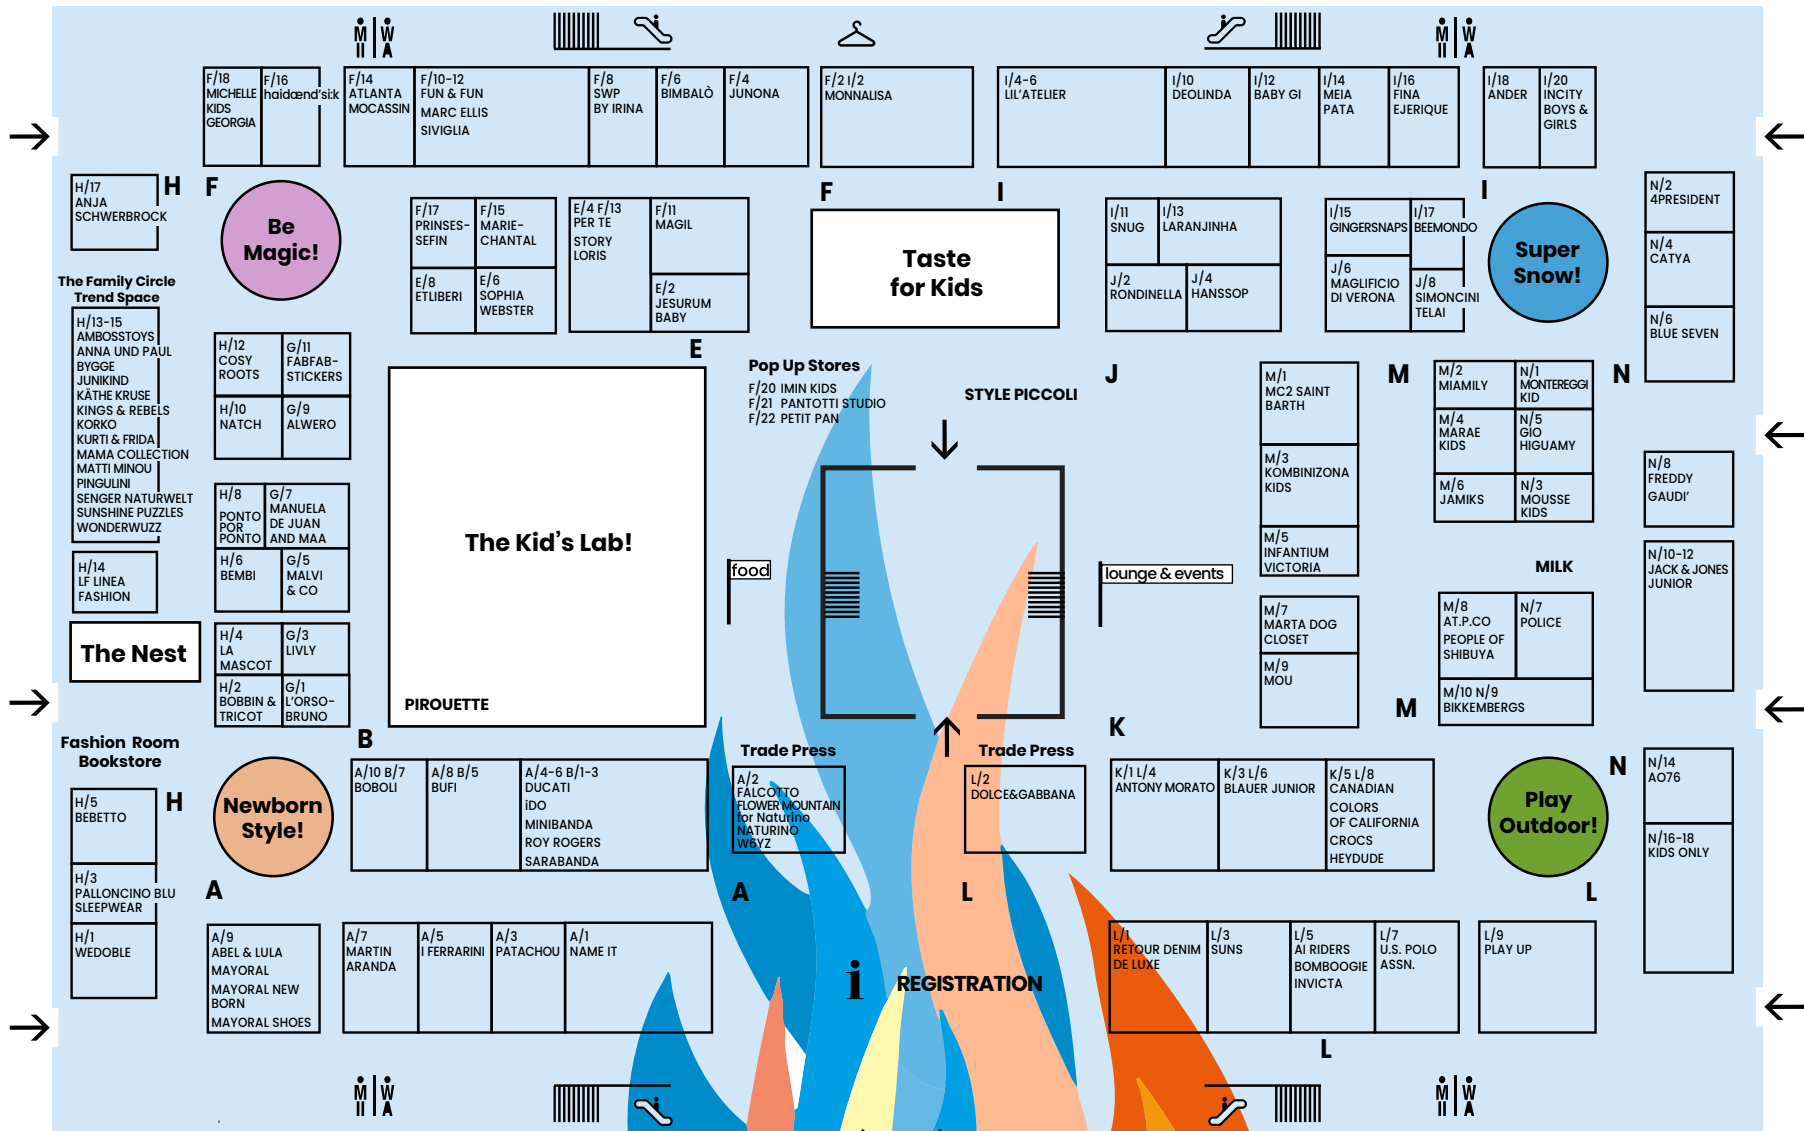 M W
II A
M W
II A
F/18
MICHELLE
KIDS
GEORGIA
F/16
haidænd'si:k
F/14
ATLANTA
MOCASSIN
F/10-12
FUN & FUN
MARC ELLIS
SIVIGLIA
F/8
SWP
BY IRINA
F/6
BIMBALÒ
F/4
JUNONA
F/2 I/2
MONNALISA
I/4-6
LIL'ATELIER
I/10
DEOLINDA
I/12
BABY GI
I/14
MEIA
PATA
I/16
FINA
EJERIQUE
I/18
ANDER
I/20
INCITY
BOYS &
GIRLS
H/17
ANJA
SCHWERBROCK
H
F
Be
Magic!
F/17
PRINSES-
SEFIN
F/15
MARIE-
CHANTAL
E/8
ETLIBERI
E/6
SOPHIA
WEBSTER
E/4 F/13
PER TE
STORY
LORIS
F/11
MAGIL
E/2
JESURUM
BABY
E
F
I
Taste
for Kids
I/11
SNUG
I/13
LARANJINHA
J/2
RONDINELLA
J/4
HANSSOP
I/15
GINGERSNAPS
I/17
BEEMONDO
J/6
MAGLIFICIO
DI VERONA
J/8
SIMONCINI
TELAI
I
Super
Snow!
N/2
4PRESIDENT
N/4
CATYA
N/6
BLUE SEVEN
The Family Circle
Trend Space
H/13-15
AMBOSSTOYS
ANNA UND PAUL
BYGGE
JUNIKIND
KÄTHE KRUSE
KINGS & REBELS
KORKO
KURTI & FRIDA
MAMA COLLECTION
MATTI MINOU
PINGULINI
SENGER NATURWELT
SUNSHINE PUZZLES
WONDERWUZZ
H/14
LF LINEA
FASHION
The Nest
H/12
COSY
ROOTS
G/11
FABFAB-
STICKERS
H/10
NATCH
G/9
ALWERO
H/8
PONTO
POR
PONTO
G/7
MANUELA
DE JUAN
AND MAA
H/6
BEMBI
G/5
MALVI
& CO
H/4
LA
MASCOT
G/3
LIVLY
H/2
BOBBIN &
TRICOT
G/1
L'ORSO-
BRUNO
The Kid's Lab!
PIROUETTE
Pop Up Stores
F/20 IMIN KIDS
F/21 PANTOTTI STUDIO
F/22 PETIT PAN
STYLE PICCOLI
food
lounge & events
J
M/1
MC2 SAINT
BARTH
M/3
KOMBINIZONA
KIDS
M/5
INFANTIUM
VICTORIA
M/7
MARTA DOG
CLOSET
M/9
MOU
M
M/2
MIAMILY
N/1
MONTEREGGI
KID
M/4
MARAE
KIDS
N/5
GIO
HIGUAMY
M/6
JAMIKS
N/3
MOUSSE
KIDS
N
N/8
FREDDY
GAUDI'
N/10-12
JACK & JONES
JUNIOR
MILK
M/8
AT.P.CO
PEOPLE OF
SHIBUYA
N/7
POLICE
M/10 N/9
BIKKEMBERGS
M
Fashion Room
Bookstore
H/5
BEBETTO
H/3
PALLONCINO BLU
SLEEPWEAR
H/1
WEDOBLE
H
Newborn
Style!
A
B
A/10 B/7
BOBOLI
A/8 B/5
BUFI
A/4-6 B/1-3
DUCATI
iDO
MINIBANDA
ROY ROGERS
SARABANDA
Trade Press
A/2
FALCOTTO
FLOWER MOUNTAIN
for Naturino
NATURINO
W6YZ
A
Trade Press
L/2
DOLCE&GABBANA
L
K
K/1 L/4
ANTONY MORATO
K/3 L/6
BLAUER JUNIOR
K/5 L/8
CANADIAN
COLORS
OF CALIFORNIA
CROCS
HEYDUDE
Play
Outdoor!
N
L
N/14
AO76
N/16-18
KIDS ONLY
A/9
ABEL & LULA
MAYORAL
MAYORAL NEW
BORN
MAYORAL SHOES
A/7
MARTIN
ARANDA
A/5
I FERRARINI
A/3
PATACHOU
A/1
NAME IT
i
REGISTRATION
L/1
RETOUR DENIM
DE LUXE
L/3
SUNS
L/5
AI RIDERS
BOMBOOGIE
INVICTA
L/7
U.S. POLO
ASSN.
L/9
PLAY UP
L
M W
II A
M W
II A